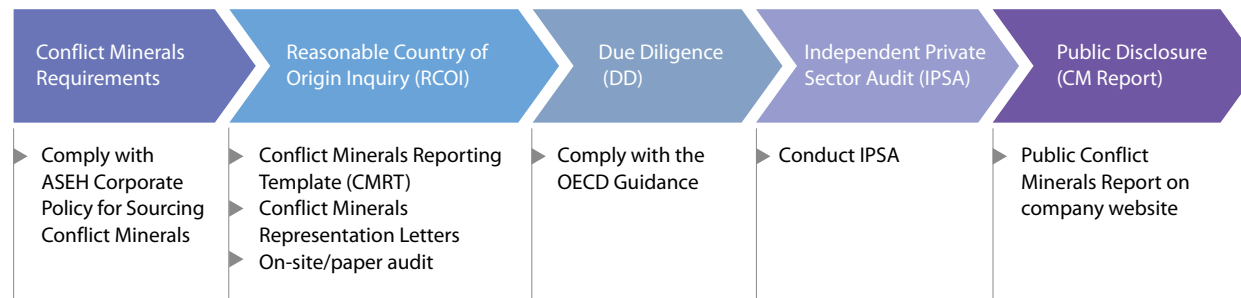 Conflict Minerals
Requirements
Reasonable Country of
Origin Inquiry (RCOI)
Due Diligence
(DD)
Independent Private
Sector Audit (IPSA)
Public Disclosure
(CM Report)
Comply with
ASEH Corporate
Policy for Sourcing
Conflict Minerals
Conflict Minerals Reporting
Template (CMRT)
Conflict Minerals
Representation Letters
On-site/paper audit
Comply with the
OECD Guidance
Conduct IPSA
Public Conflict
Minerals Report on
company website